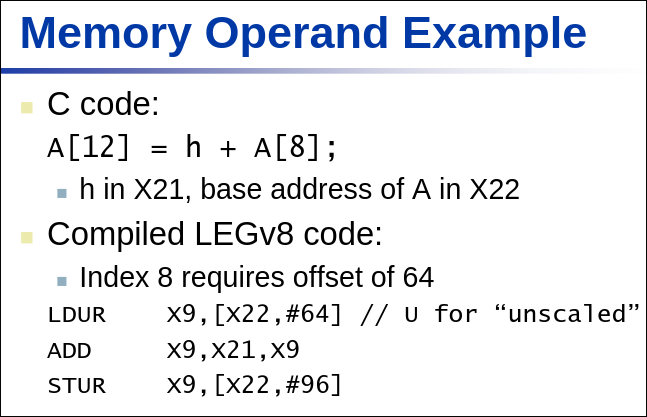 Memory Operand Example
C code:
A[12] = h + A[8];
h in X21, base address of A in X22
Compiled LEGv8 code:
Index 8 requires offset of 64
LDUR X9,[X22,#64] // U for “unscaled”
ADD X9,X21,X9
STUR X9,[X22,#96]